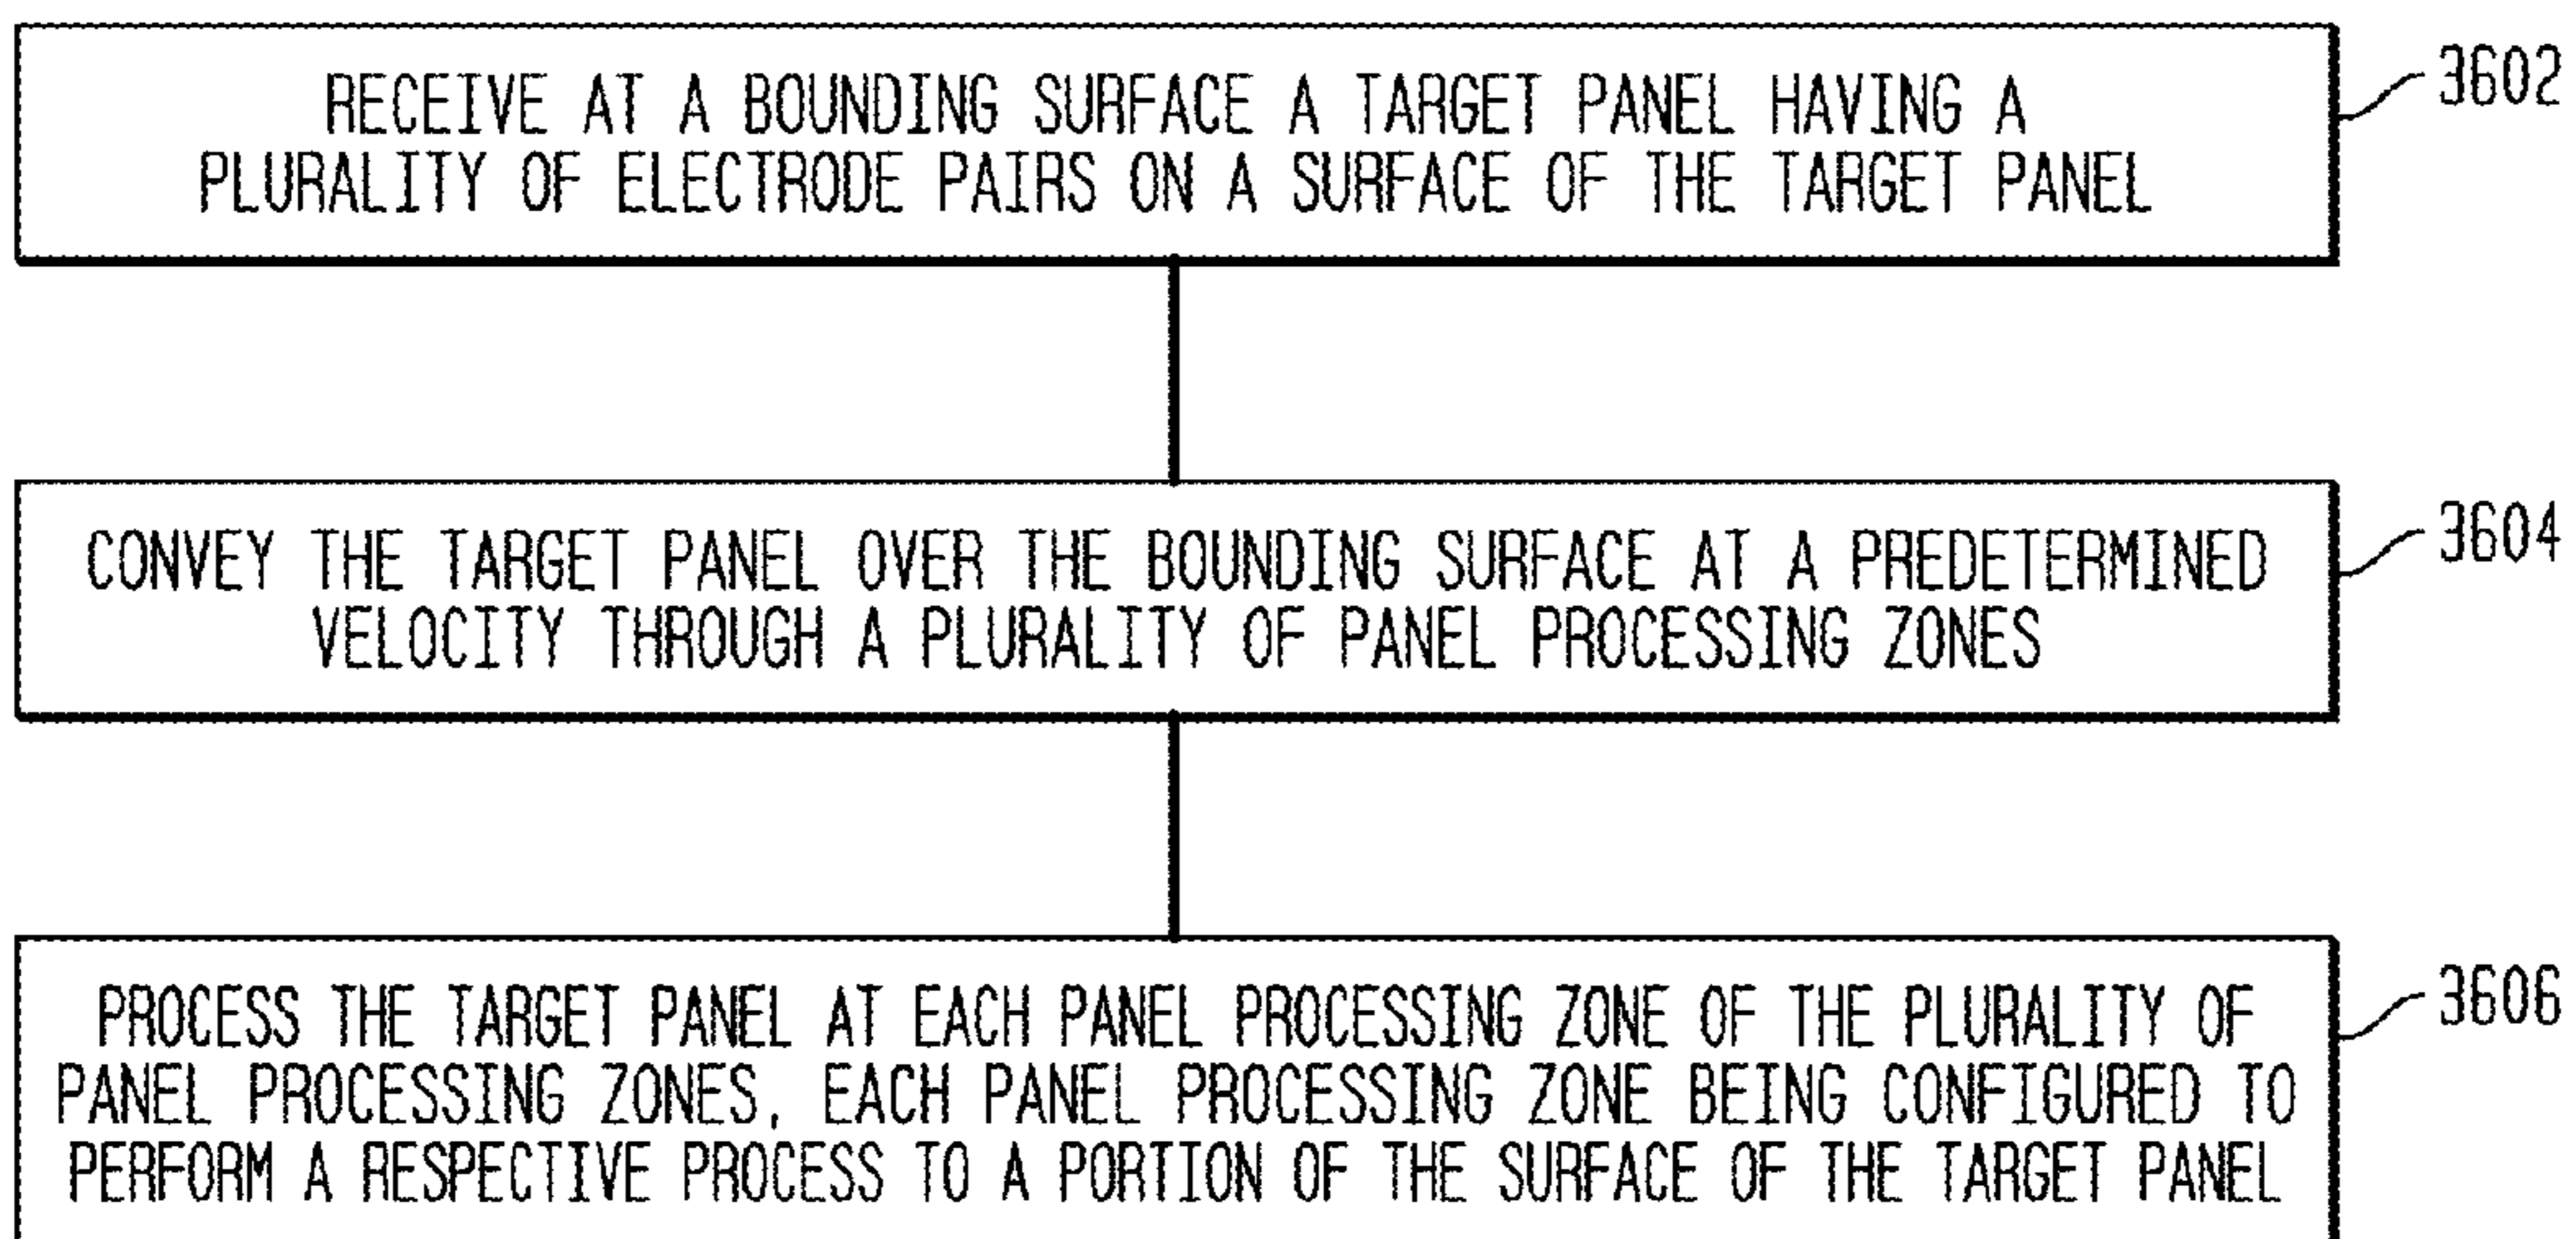 RECEIVE AT A BOUNDING SURFACE A TARGET PANEL HAVING A
PLURALITY OF ELECTRODE PAIRS ON A SURFACE OF THE TARGET PANEL
3602
CONVEY THE TARGET PANEL OVER THE BOUNDING SURFACE AT A PREDETERMINED
VELOCITY THROUGH A PLURALITY OF PANEL PROCESSING ZONES
3604
PROCESS THE TARGET PANEL AT EACH PANEL PROCESSING ZONE OF THE PLURALITY OF
PANEL PROCESSING ZONES, EACH PANEL PROCESSING ZONE BEING CONFIGURED TO
PERFORM A RESPECTIVE PROCESS TO A PORTION OF THE SURFACE OF THE TARGET PANEL
3606